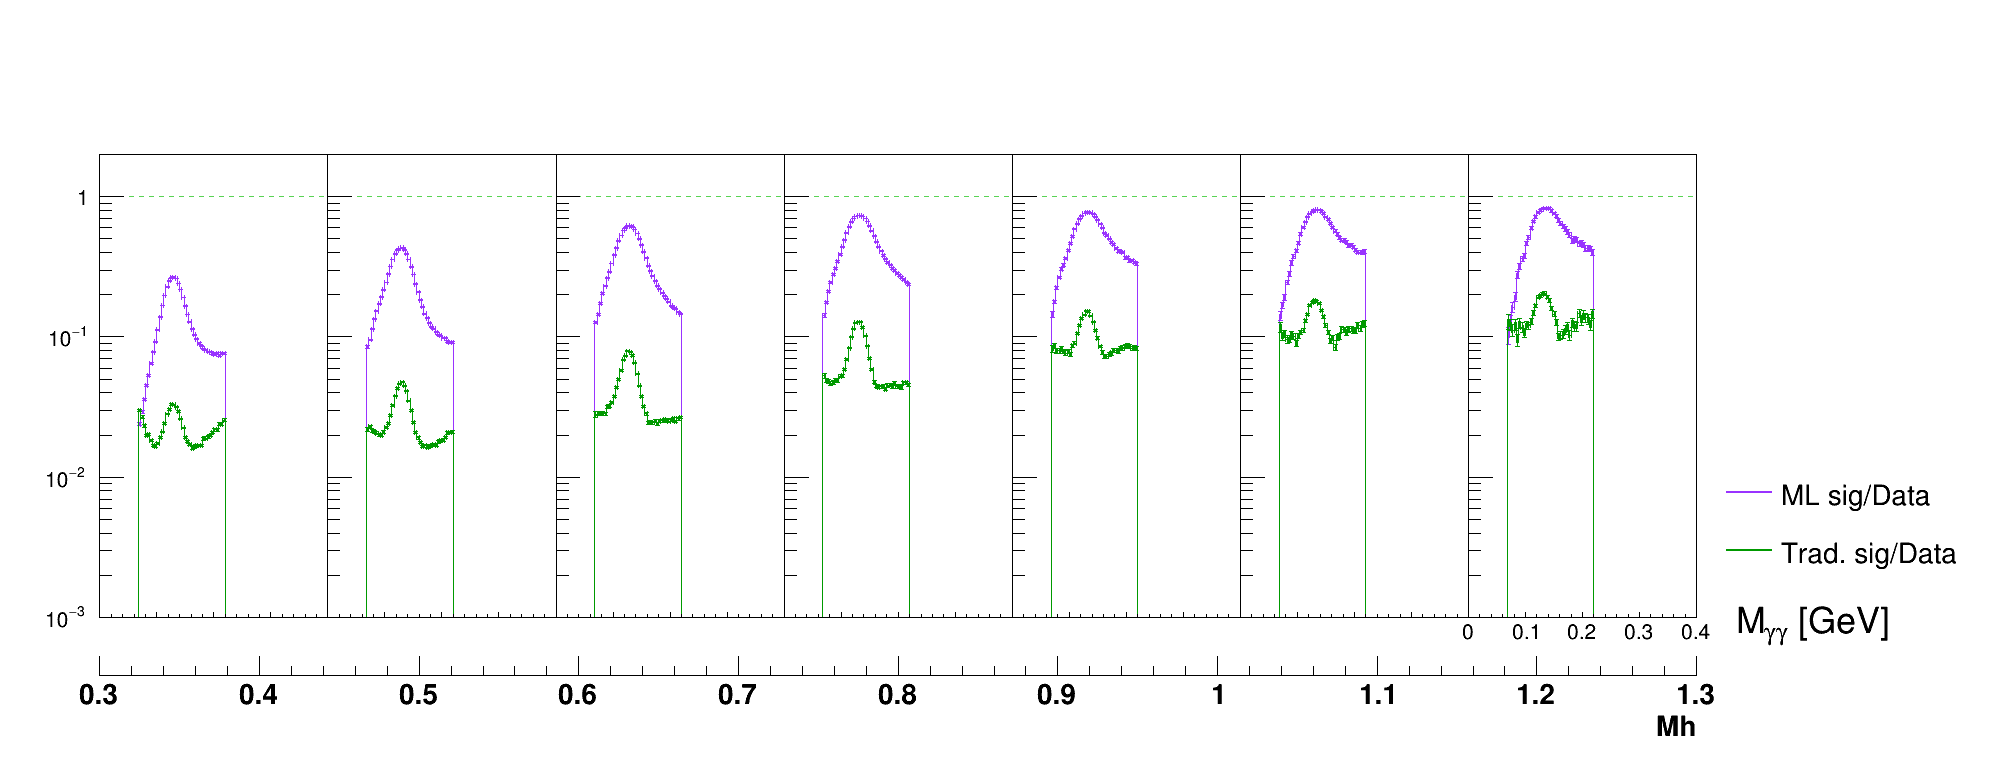 1
10⁻¹
10⁻²
10⁻³
ML sig/Data
Trad. sig/Data
Mγγ [GeV]
0 0.1 0.2 0.3 0.4
0.3 0.4 0.5 0.6 0.7 0.8 0.9 1 1.1 1.2 1.3
Mh